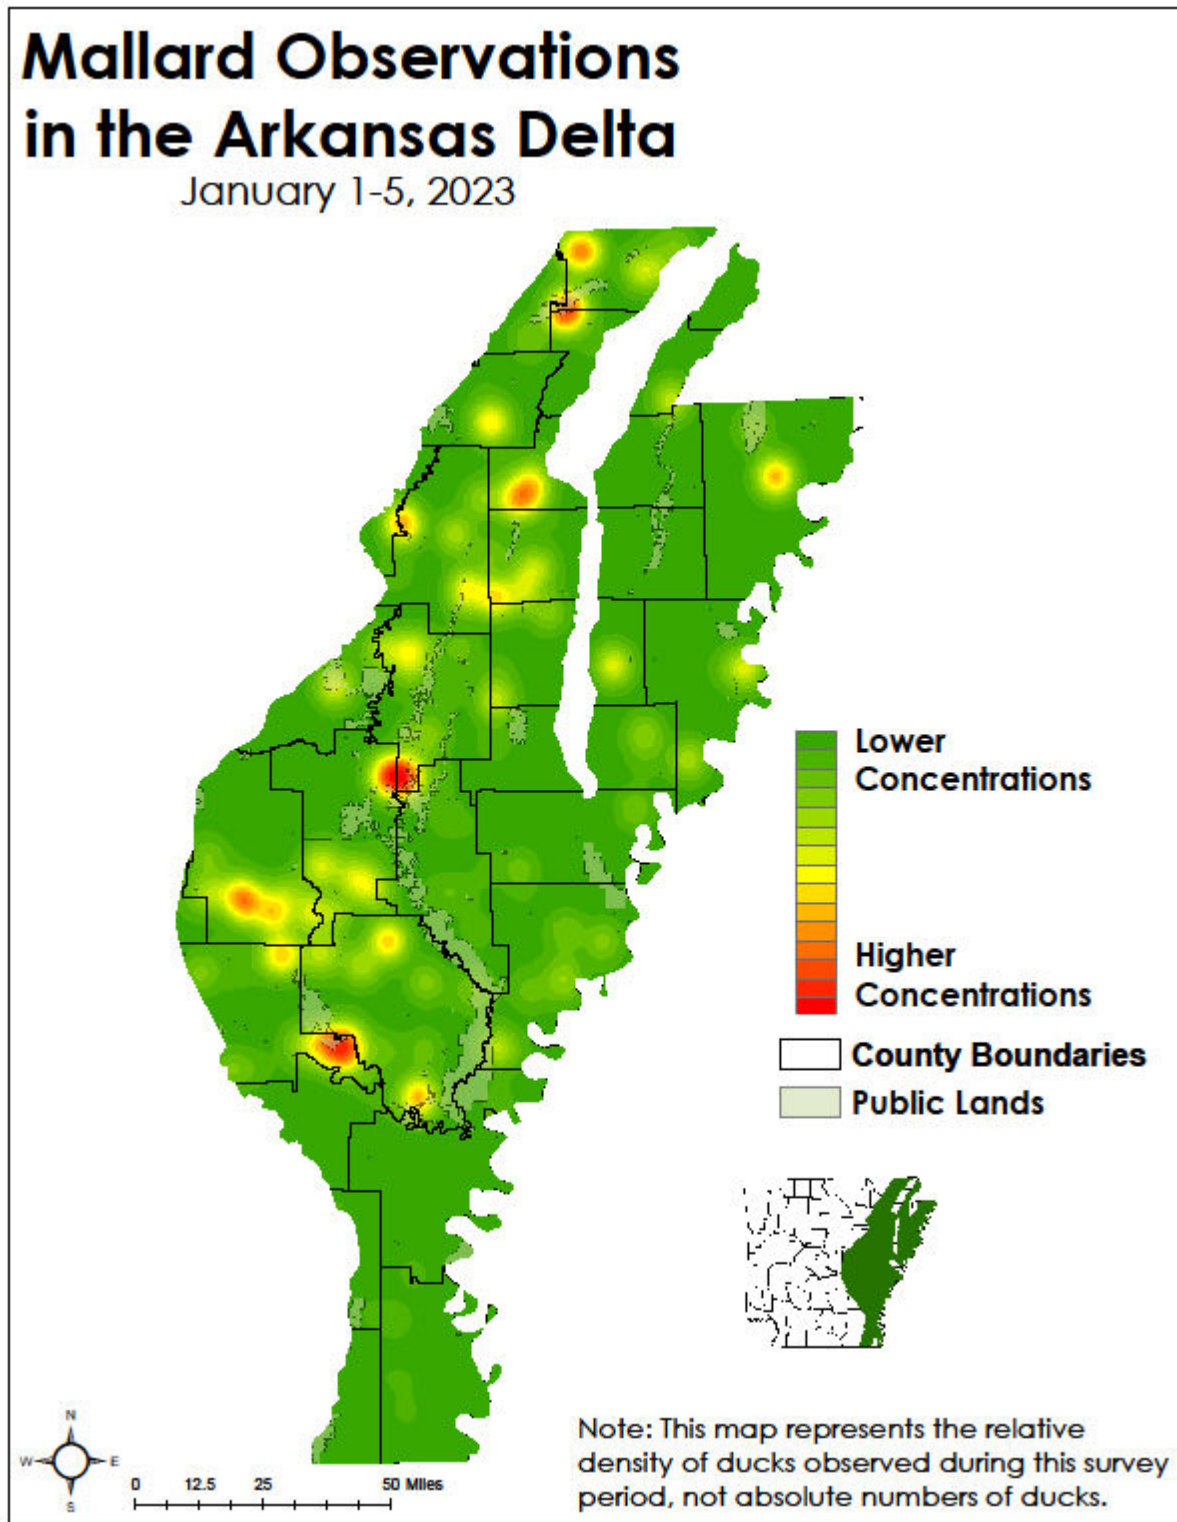 Mallard Observations
in the Arkansas Delta
January 1-5, 2023
Lower
Concentrations
Higher
Concentrations
County Boundaries
Public Lands
N
W E
S
0 12.5 25 50 Miles
Note: This map represents the relative
density of ducks observed during this survey
period, not absolute numbers of ducks.